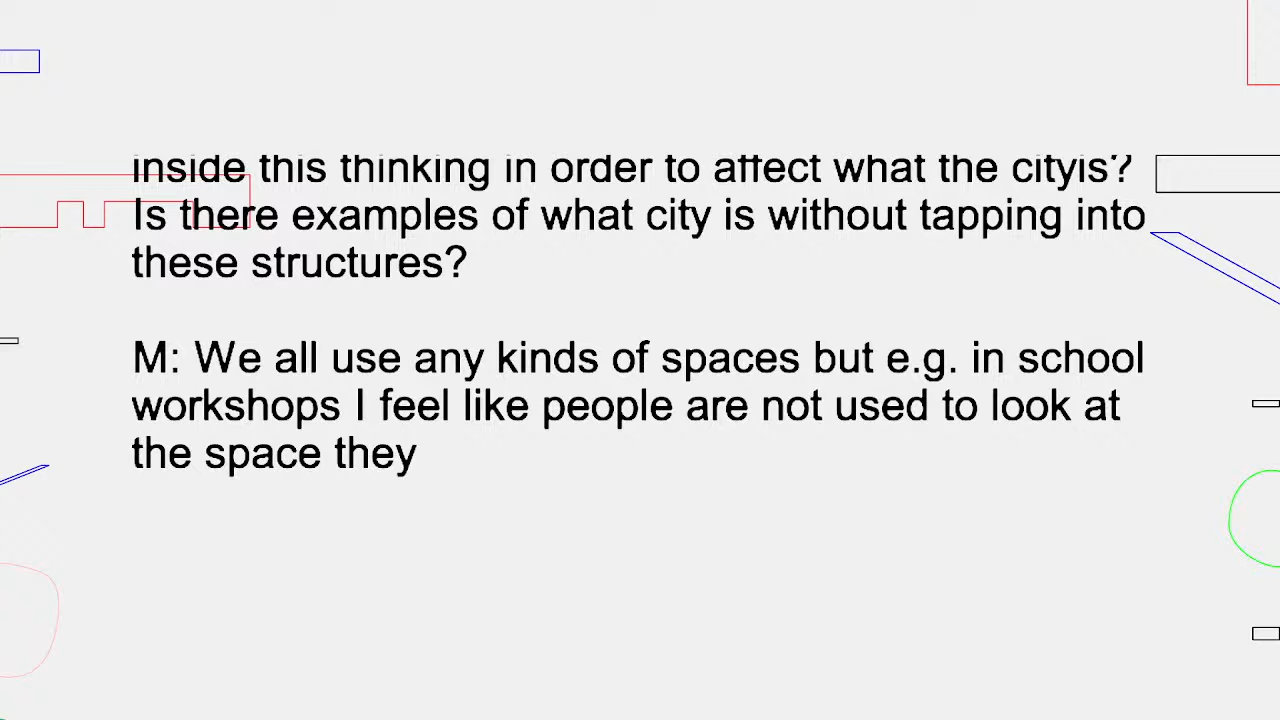 inside this thinking in order to affect what the cityis?
Is there examples of what city is without tapping into
these structures?
M: We all use any kinds of spaces but e.g. in school
workshops I feel like people are not used to look at
the space they